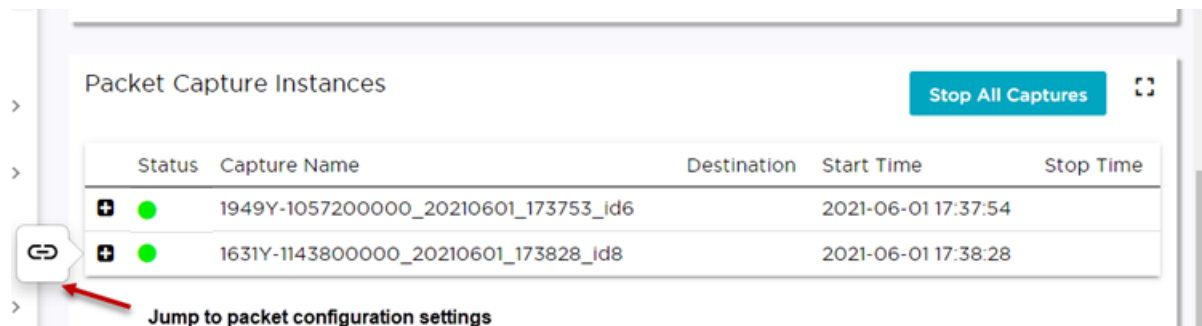 Packet Capture Instances
Stop All Captures
Status Capture Name Destination Start Time Stop Time
1949Y-1057200000_20210601_173753_id6 2021-06-01 17:37:54
1631Y-1143800000_20210601_173828_id8 2021-06-01 17:38:28
Jump to packet configuration settings